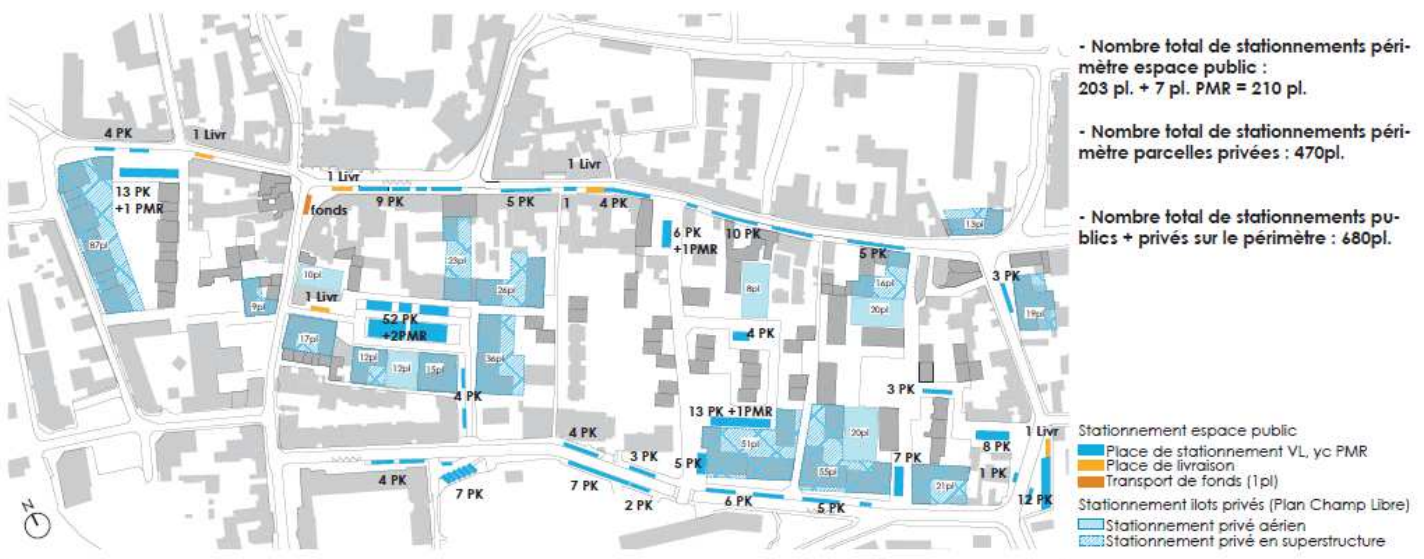 - Nombre total de stationnements péri-
mètre espace public :
203 pl. + 7 pl. PMR = 210 pl.
- Nombre total de stationnements péri-
mètre parcelles privées : 470pl.
- Nombre total de stationnements pu-
blics + privés sur le périmètre : 680pl.
4 PK
1 Livr
13 PK
+1 PMR
87pl
1 Livr
fonds
9 PK
5 PK
1 Livr
1
4 PK
6 PK
+1PMR
10 PK
5 PK
13pl
3 PK
19pl
10pl
9pl
1 Livr
23pl
26pl
8pl
16pl
20pl
52 PK
+2PMR
17pl
12pl
12pl
15pl
36pl
4 PK
4 PK
3 PK
13 PK +1PMR
51pl
20pl
55pl
7 PK
21pl
8 PK
1 PK
1 Livr
12 PK
4 PK
3 PK
5 PK
4 PK
7 PK
7 PK
2 PK
6 PK
5 PK
N
Stationnement espace public
Place de stationnement VL, yc PMR
Place de livraison
Transport de fonds (1pl)
Stationnement ilots privés (Plan Champ Libre)
Stationnement privé aérien
Stationnement privé en superstructure